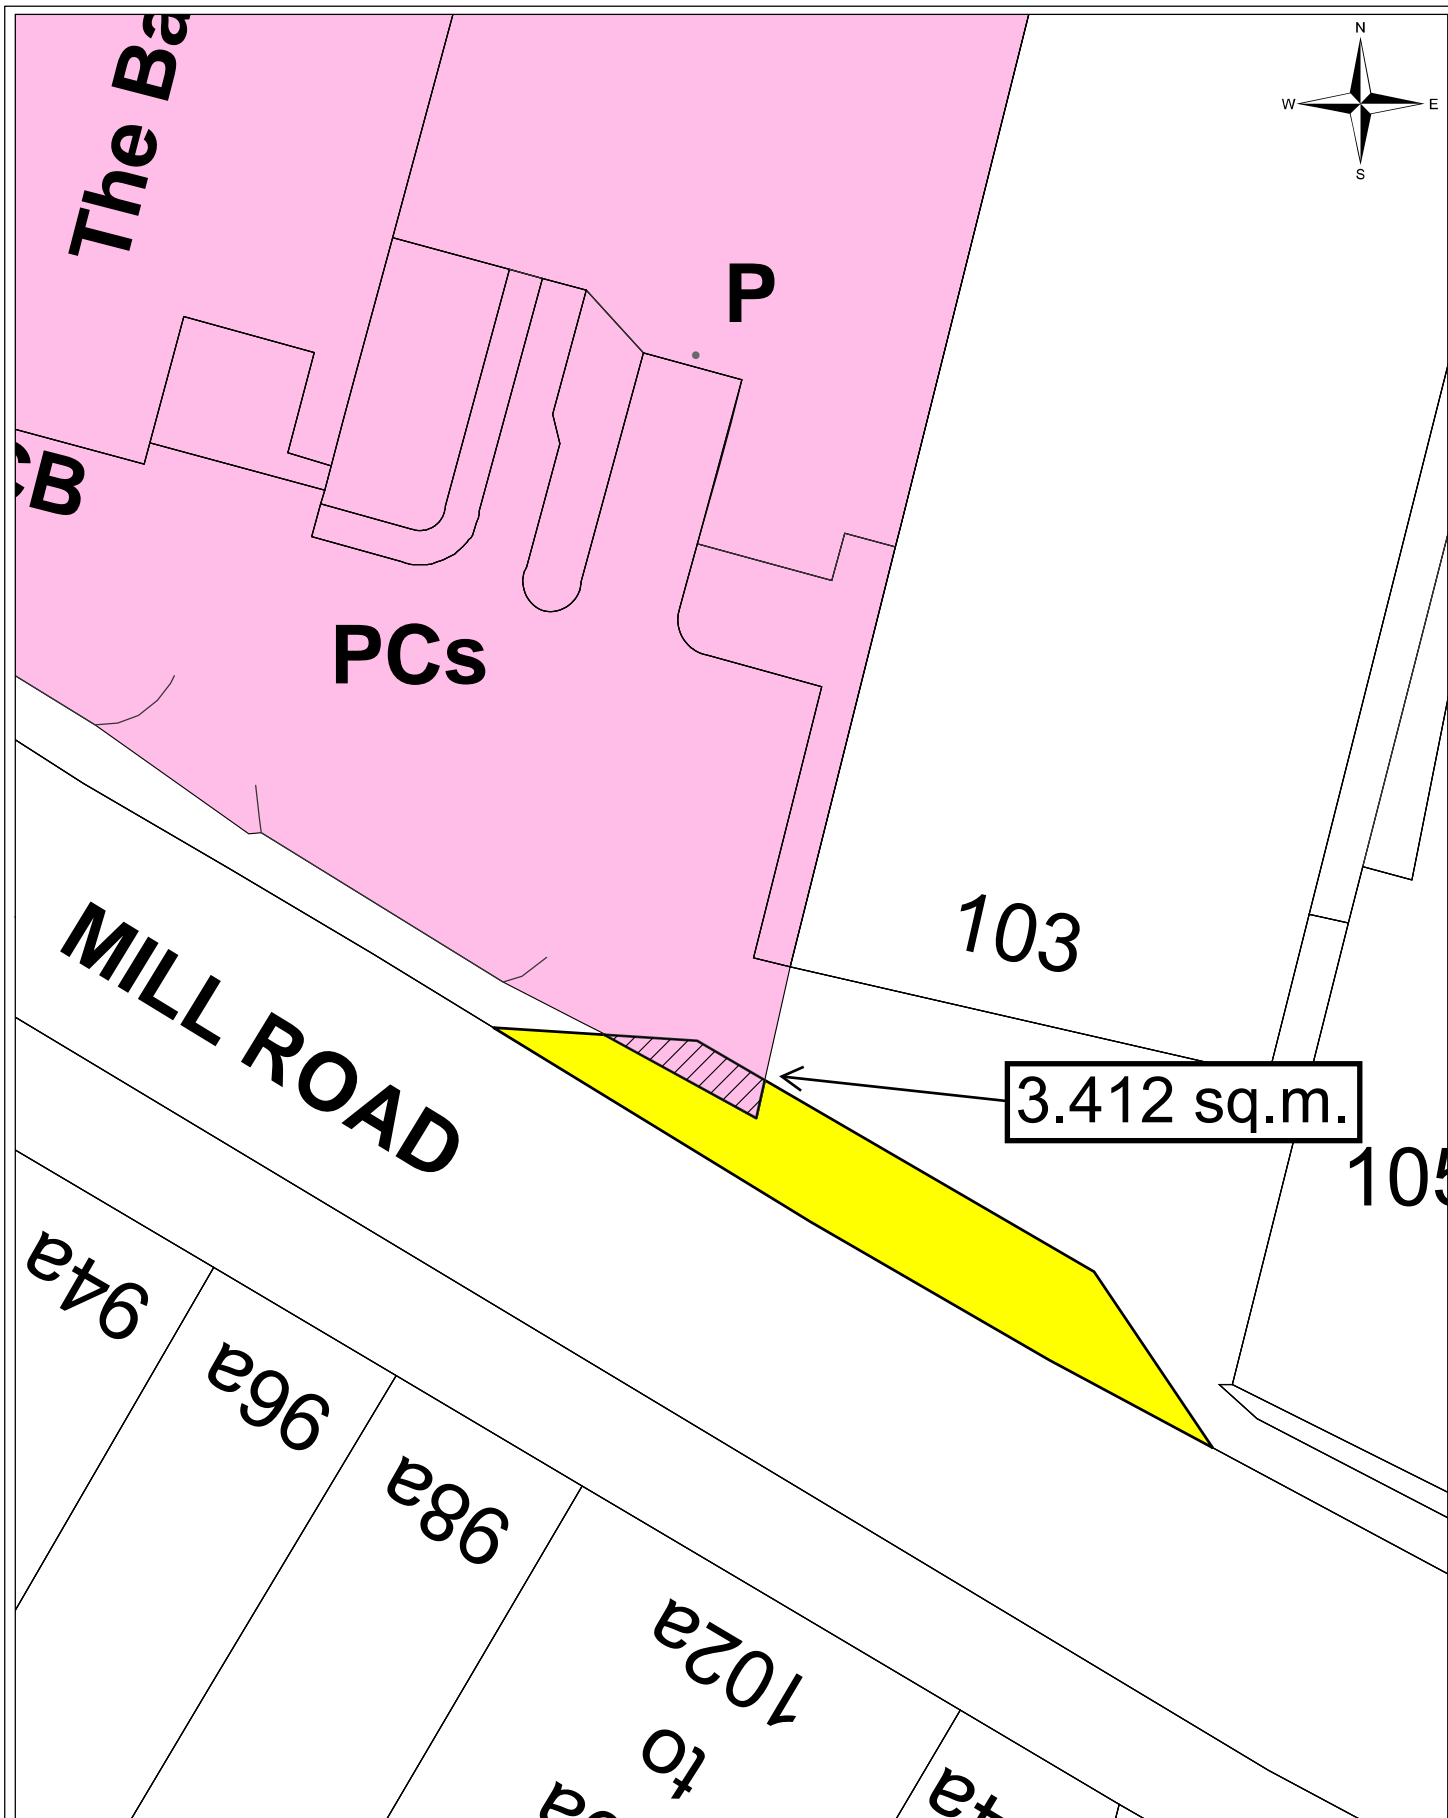 The Ba
N
W
E
S
P
CB
PCs
103
MILL ROAD
3.412 sq.m.
105
94a
96a
98a
102a
to